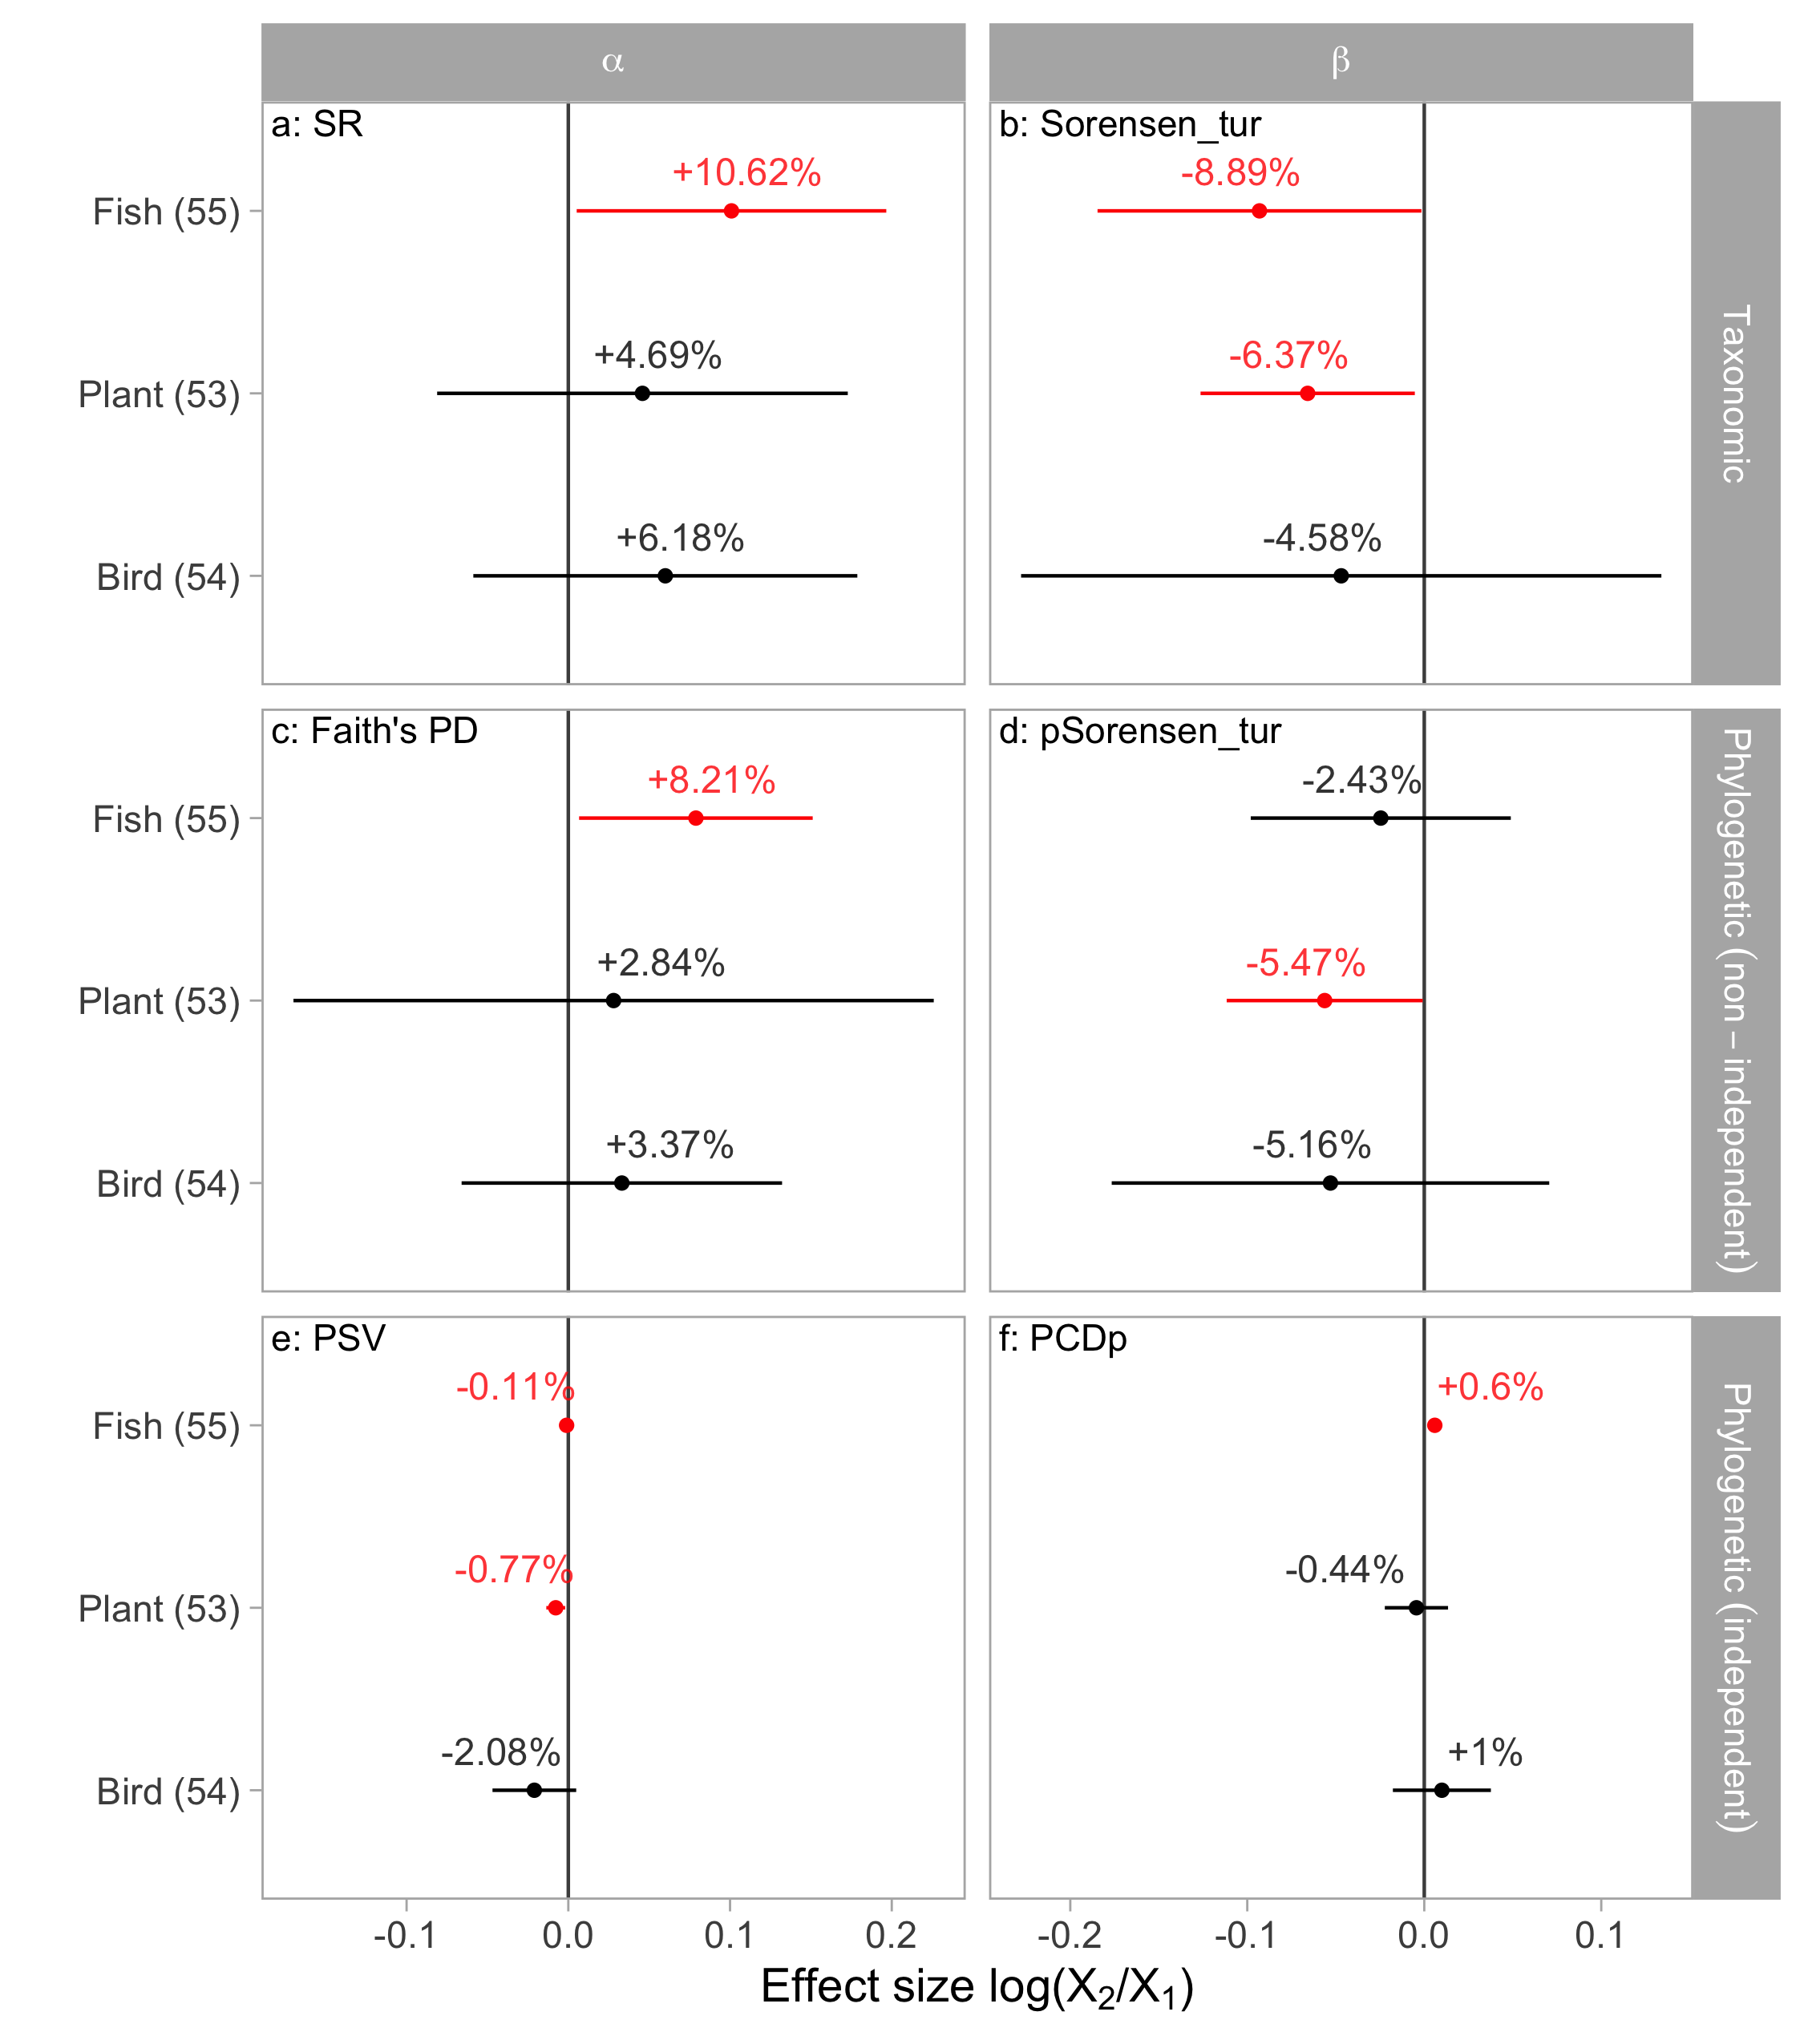 α
β
a: SR
b: Sorensen_tur
Taxonomic
Fish (55)
+10.62%
-8.89%
Plant (53)
+4.69%
-6.37%
Bird (54)
+6.18%
-4.58%
c: Faith's PD
d: pSorensen_tur
Phylogenetic (non – independent)
Fish (55)
+8.21%
-2.43%
Plant (53)
+2.84%
-5.47%
Bird (54)
+3.37%
-5.16%
e: PSV
f: PCDp
Phylogenetic (independent)
Fish (55)
-0.11%
+0.6%
Plant (53)
-0.77%
-0.44%
Bird (54)
-2.08%
+1%
-0.1 0.0 0.1 0.2
-0.2 -0.1 0.0 0.1
Effect size log(X₂/X₁)